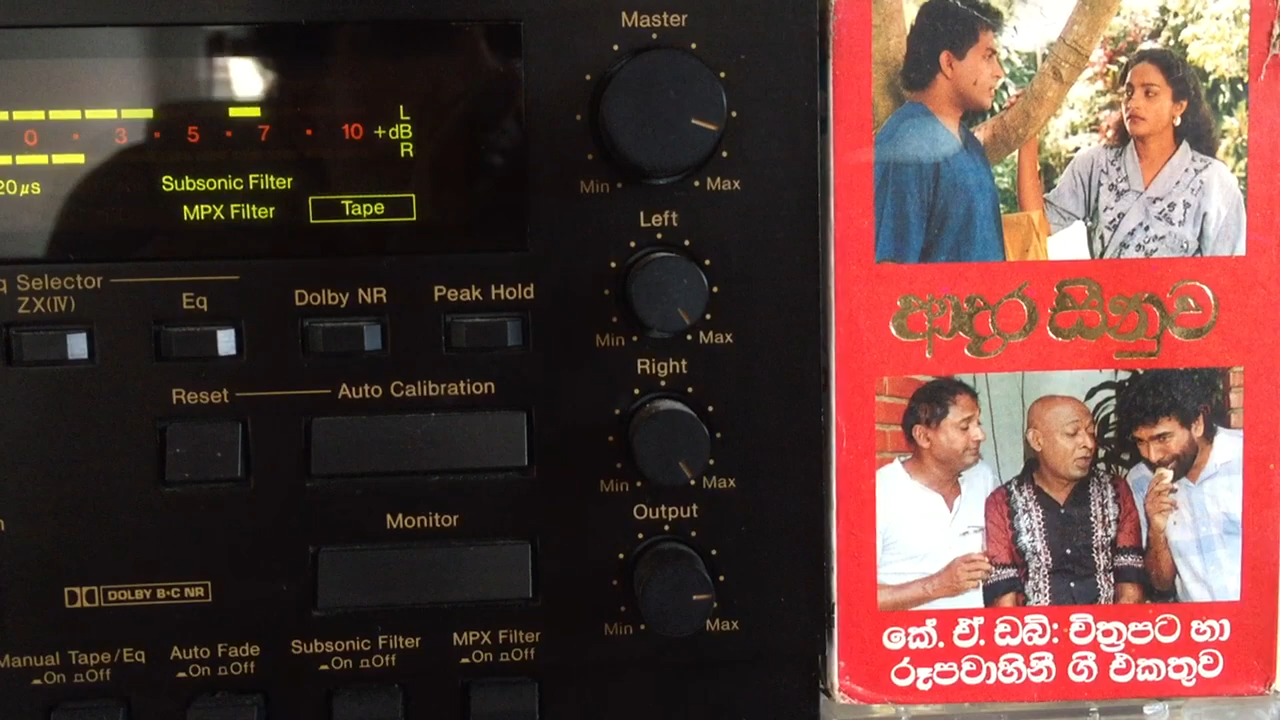 Master
L
0 3 5 7 10 +dB
R
20μs
Subsonic Filter
MPX Filter
Tape
Min Max
Left
Min Max
Right
Min Max
Output
Min Max
q Selector
ZX(IV)
Eq
Dolby NR
Peak Hold
Reset
Auto Calibration
Monitor
DOLBY B·C NR
Manual Tape/Eq
On Off
Auto Fade
On Off
Subsonic Filter
On Off
MPX Filter
On Off
ආදර සිනුව
කේ. ඒ. ඩබ්: චිත්‍රපට හා
රූපවාහිනී ගී එකතුව